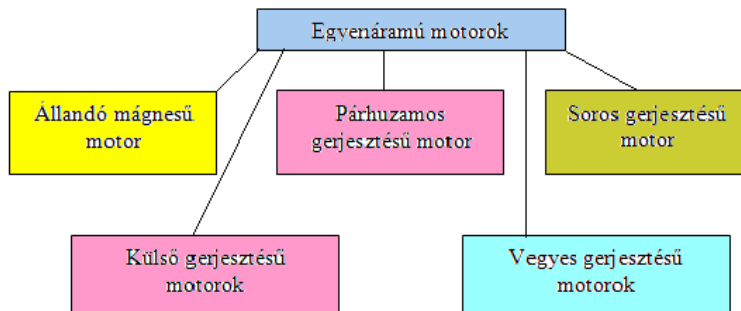 Egyenáramú motorok
Állandó mágnesű
motor
Párhuzamos
gerjesztésű motor
Soros gerjesztésű
motor
Külső gerjesztésű
motorok
Vegyes gerjesztésű
motorok